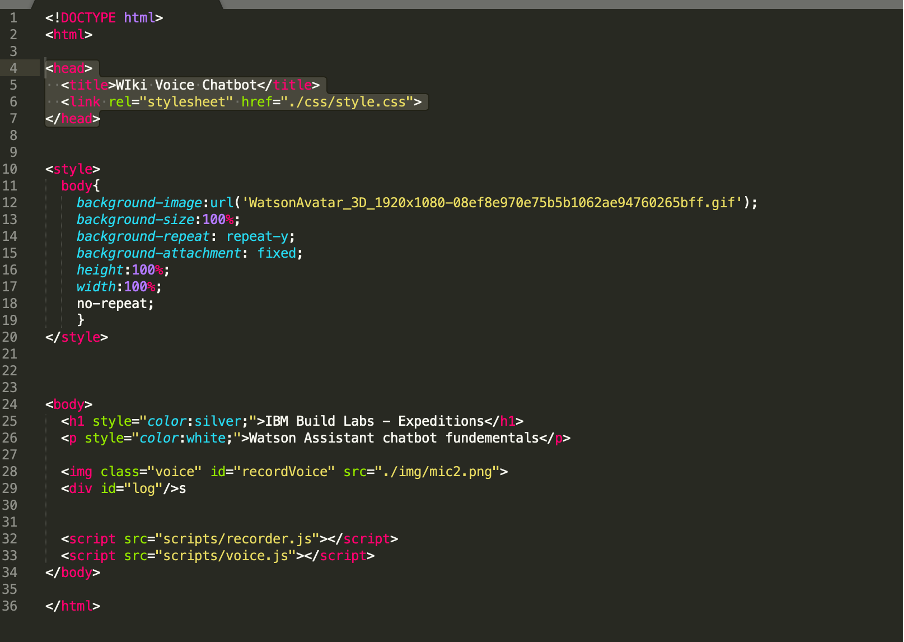 1 <!DOCTYPE html>
2 <html>
3
4 <head>
5   <title>WIki Voice Chatbot</title>
6   <link rel="stylesheet" href="./css/style.css">
7 </head>
8
9
10 <style>
11   body{
12     background-image:url('WatsonAvatar_3D_1920x1080-08ef8e970e75b5b1062ae94760265bff.gif');
13     background-size:100%;
14     background-repeat: repeat-y;
15     background-attachment: fixed;
16     height:100%;
17     width:100%;
18     no-repeat;
19     }
20 </style>
21
22
23
24 <body>
25   <h1 style="color:silver;">IBM Build Labs - Expeditions</h1>
26   <p style="color:white;">Watson Assistant chatbot fundementals</p>
27
28   <img class="voice" id="recordVoice" src="./img/mic2.png">
29   <div id="log"/>s
30
31
32   <script src="scripts/recorder.js"></script>
33   <script src="scripts/voice.js"></script>
34 </body>
35
36 </html>